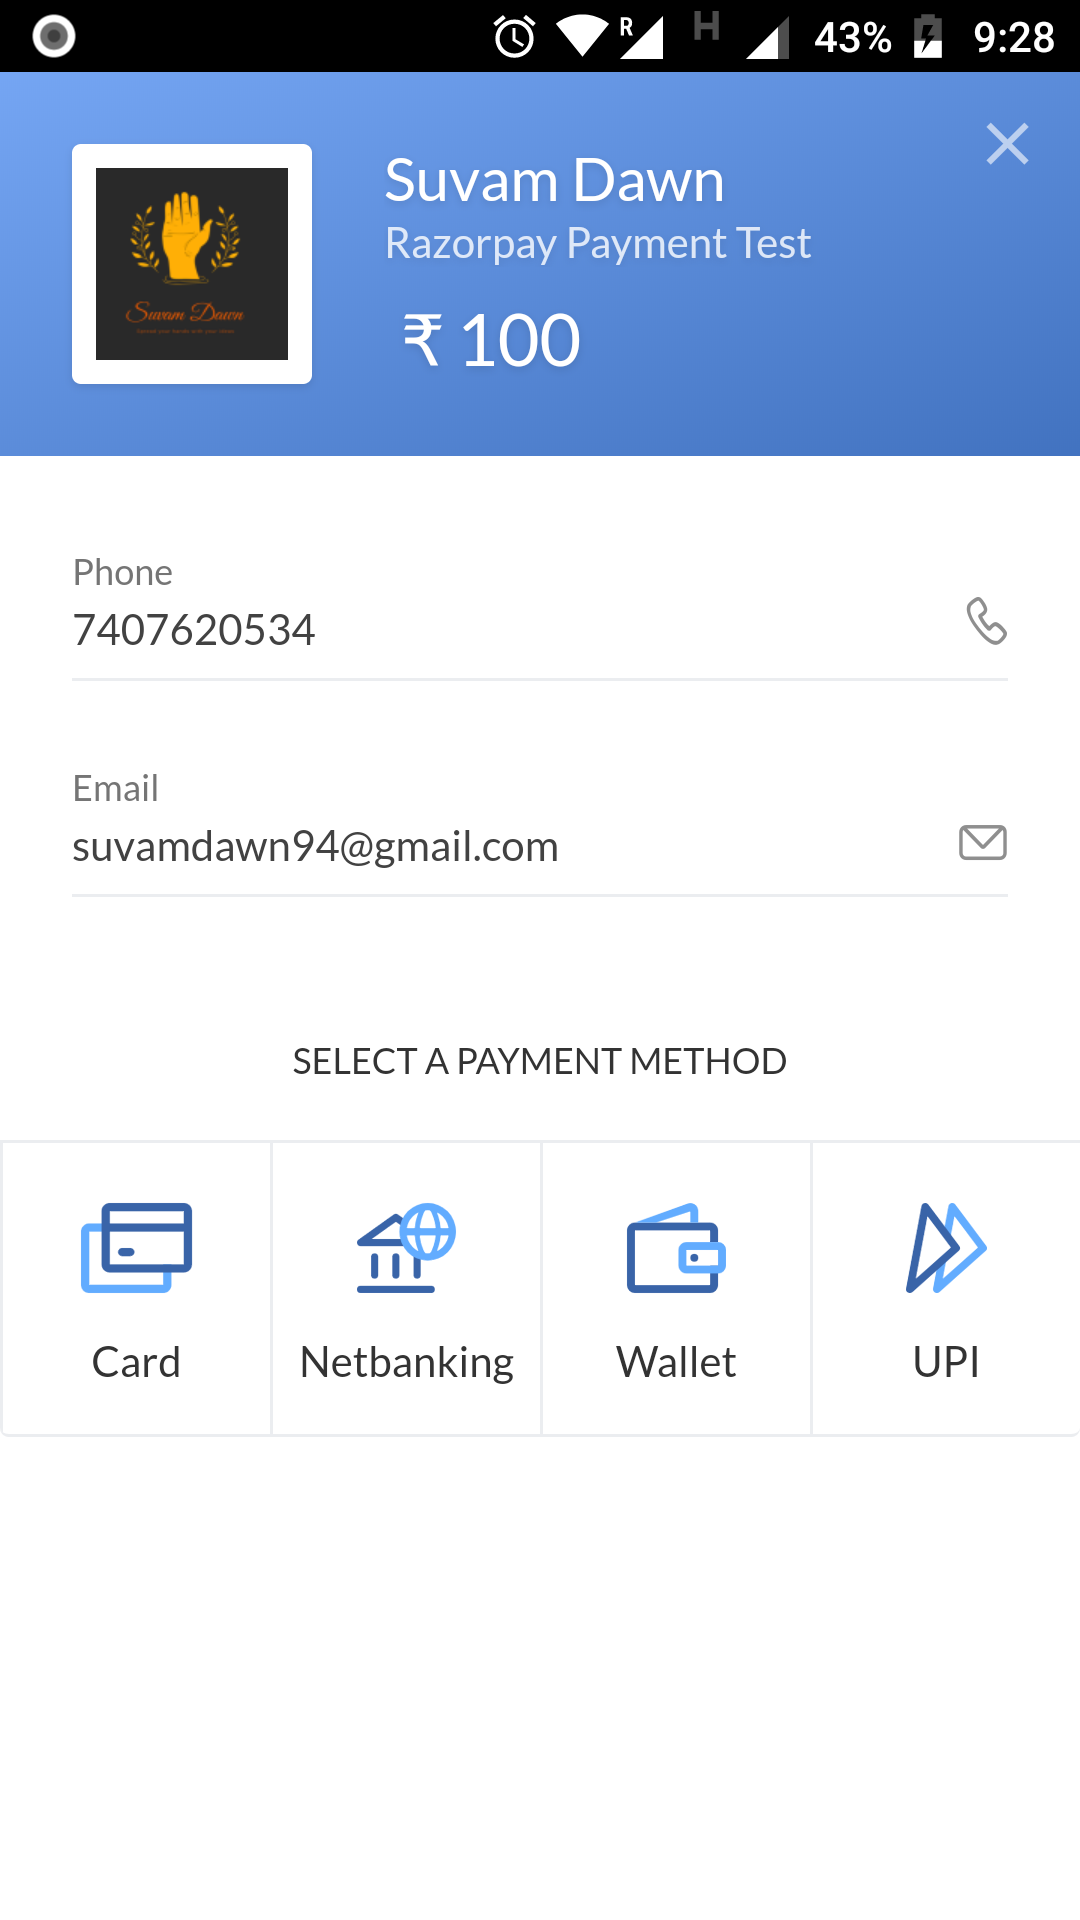 R H 43% 9:28
Suvam Dawn
Razorpay Payment Test
₹ 100
Suvam Dawn
Phone
7407620534
Email
suvamdawn94@gmail.com
SELECT A PAYMENT METHOD
Card Netbanking Wallet UPI